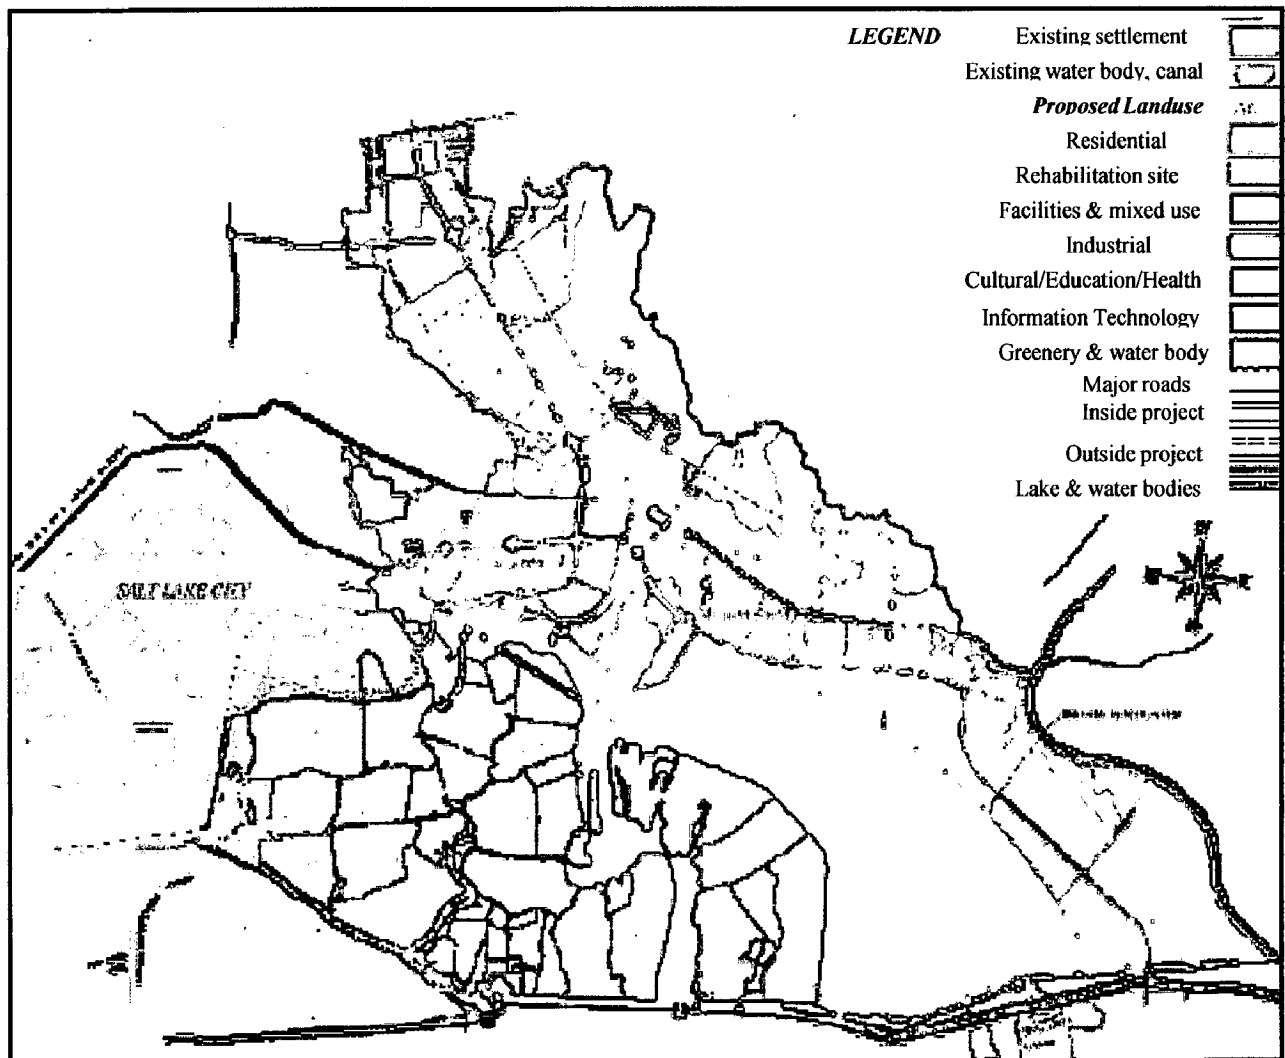 LEGEND
Existing settlement
Existing water body, canal
Proposed Landuse
Residential
Rehabilitation site
Facilities & mixed use
Industrial
Cultural/Education/Health
Information Technology
Greenery & water body
Major roads
Inside project
Outside project
Lake & water bodies
SALT LAKE CITY